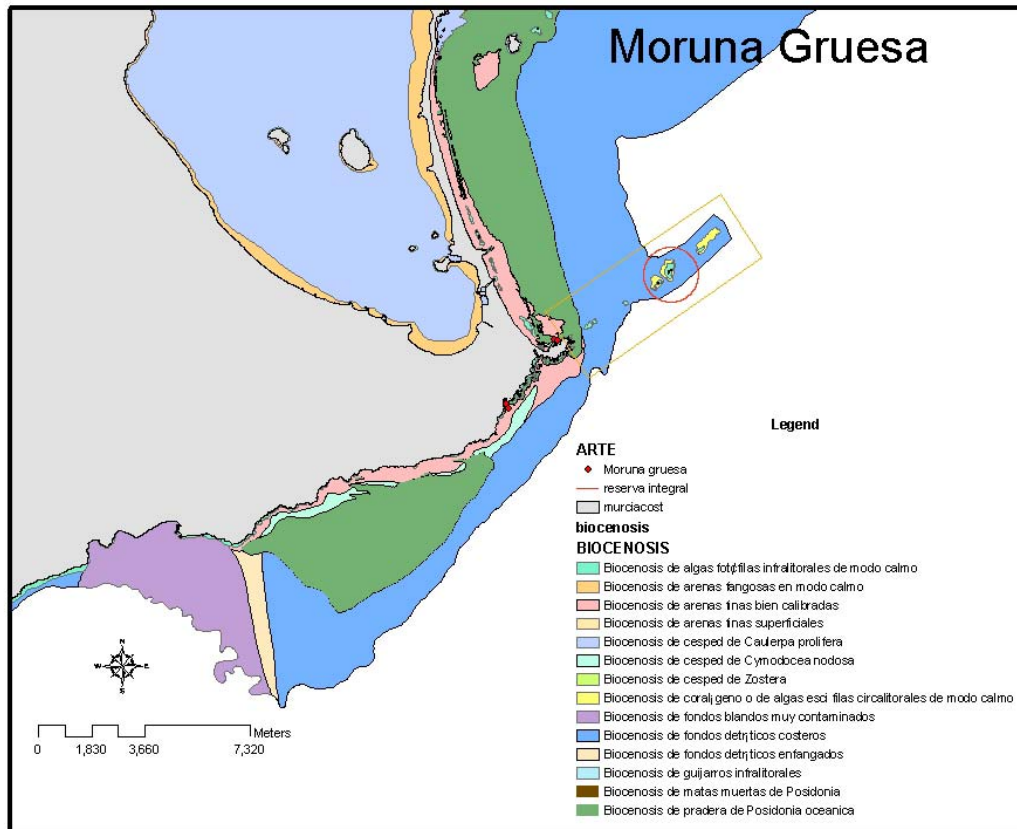 Moruna Gruesa
Legend
ARTE
Moruna gruesa
reserva integral
murciacost
biocenosis
BIOCENOSIS
Biocenosis de algas fot¢filas infralitorales de modo calmo
Biocenosis de arenas fangosas en modo calmo
Biocenosis de arenas finas bien calibradas
Biocenosis de arenas finas superficiales
Biocenosis de cesped de Caulerpa prolifera
Biocenosis de cesped de Cymodocea nodosa
Biocenosis de cesped de Zostera
Biocenosis de coral¡geno o de algas esci filas circalitorales de modo calmo
Biocenosis de fondos blandos muy contaminados
Biocenosis de fondos detr¡ticos costeros
Biocenosis de fondos detr¡ticos enfangados
Biocenosis de guijarros infralitorales
Biocenosis de matas muertas de Posidonia
Biocenosis de pradera de Posidonia oceanica
N
W E
S
Meters
0 1,830 3,660 7,320